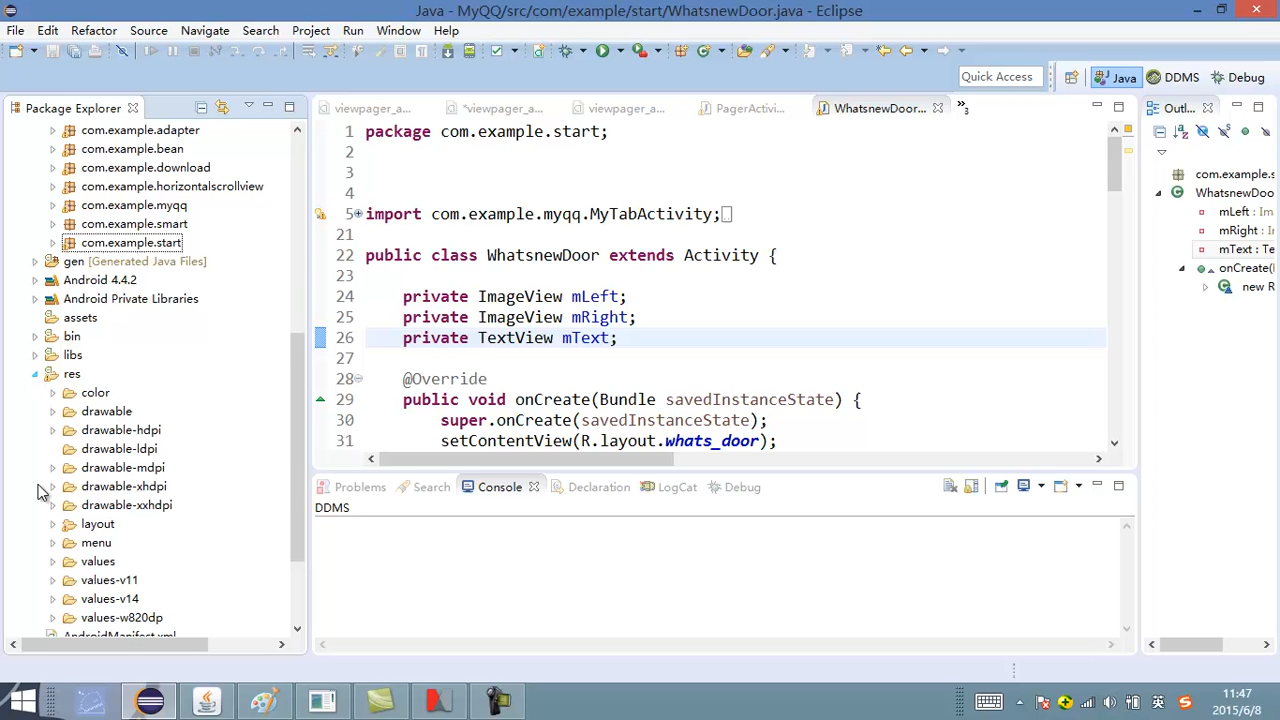 Java - MyQQ/src/com/example/start/WhatsnewDoor.java - Eclipse
File Edit Refactor Source Navigate Search Project Run Window Help
Quick Access Java DDMS Debug
Package Explorer
com.example.adapter
com.example.bean
com.example.download
com.example.horizontalscrollview
com.example.myqq
com.example.smart
com.example.start
gen [Generated Java Files]
Android 4.4.2
Android Private Libraries
assets
bin
libs
res
color
drawable
drawable-hdpi
drawable-ldpi
drawable-mdpi
drawable-xhdpi
drawable-xxhdpi
layout
menu
values
values-v11
values-v14
values-w820dp
AndroidManifest.xml
viewpager_a... *viewpager_a... viewpager_a... PagerActivi... WhatsnewDoor... »3
1 package com.example.start;
2
3
4
5 import com.example.myqq.MyTabActivity;
21
22 public class WhatsnewDoor extends Activity {
23
24 private ImageView mLeft;
25 private ImageView mRight;
26 private TextView mText;
27
28 @Override
29 public void onCreate(Bundle savedInstanceState) {
30 super.onCreate(savedInstanceState);
31 setContentView(R.layout.whats_door);
Problems Search Console Declaration LogCat Debug
DDMS
Outl...
com.example.s
WhatsnewDoo
mLeft: I
mRight: I
mText: Te
onCreate(
new R
英
11:47
2015/6/8